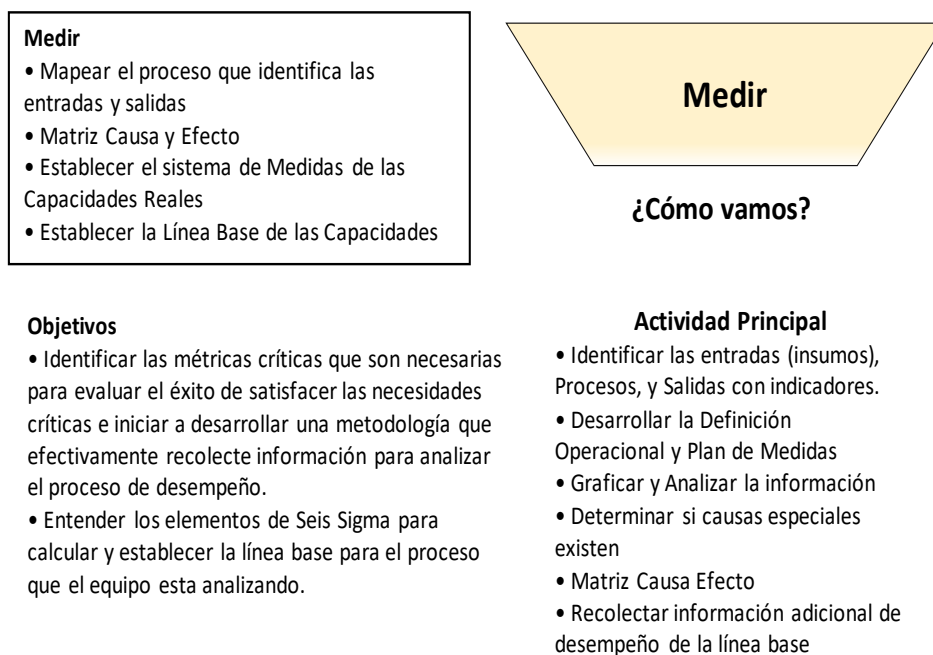 Medir
• Mapear el proceso que identifica las
entradas y salidas
• Matriz Causa y Efecto
• Establecer el sistema de Medidas de las
Capacidades Reales
• Establecer la Línea Base de las Capacidades
Medir
¿Cómo vamos?
Objetivos
• Identificar las métricas críticas que son necesarias
para evaluar el éxito de satisfacer las necesidades
críticas e iniciar a desarrollar una metodología que
efectivamente recolecte información para analizar
el proceso de desempeño.
• Entender los elementos de Seis Sigma para
calcular y establecer la línea base para el proceso
que el equipo esta analizando.
Actividad Principal
• Identificar las entradas (insumos),
Procesos, y Salidas con indicadores.
• Desarrollar la Definición
Operacional y Plan de Medidas
• Graficar y Analizar la información
• Determinar si causas especiales
existen
• Matriz Causa Efecto
• Recolectar información adicional de
desempeño de la línea base